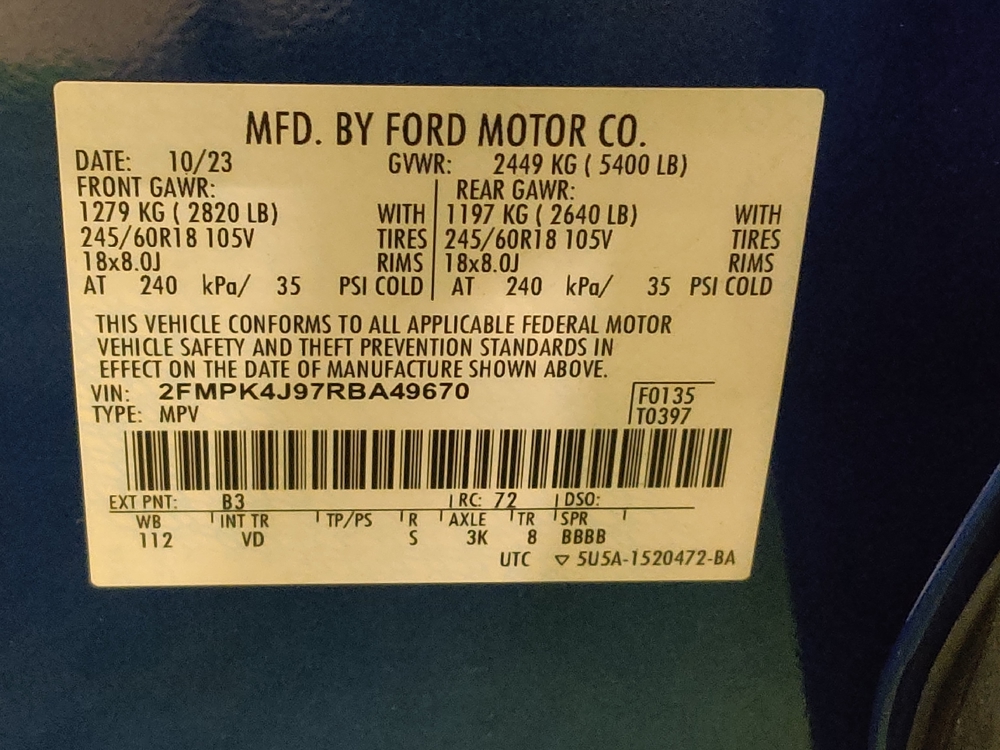 MFD. BY FORD MOTOR CO.
DATE: 10/23 GVWR: 2449 KG ( 5400 LB)
FRONT GAWR: REAR GAWR:
1279 KG ( 2820 LB) WITH 1197 KG ( 2640 LB) WITH
245/60R18 105V TIRES 245/60R18 105V TIRES
18x8.0J RIMS 18x8.0J RIMS
AT 240 kPa/ 35 PSI COLD AT 240 kPa/ 35 PSI COLD
THIS VEHICLE CONFORMS TO ALL APPLICABLE FEDERAL MOTOR
VEHICLE SAFETY AND THEFT PREVENTION STANDARDS IN
EFFECT ON THE DATE OF MANUFACTURE SHOWN ABOVE.
VIN: 2FMPK4J97RBA49670 F0135
TYPE: MPV T0397
EXT PNT: B3 RC: 72 DSO:
WB INT TR TP/PS R AXLE TR SPR
112 VD S 3K 8 BBBB
UTC ▽ 5U5A-1520472-BA